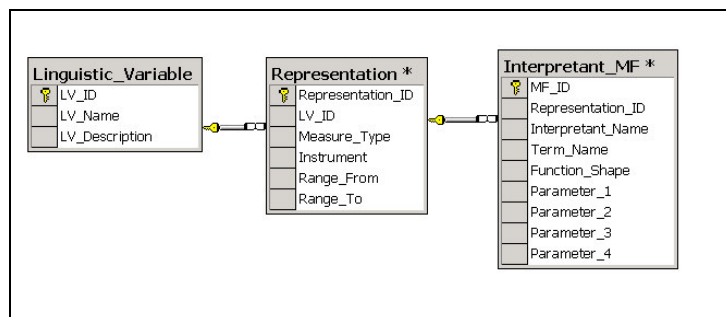 Linguistic_Variable
LV_ID
LV_Name
LV_Description
Representation *
Representation_ID
LV_ID
Measure_Type
Instrument
Range_From
Range_To
Interpretant_MF *
MF_ID
Representation_ID
Interpretant_Name
Term_Name
Function_Shape
Parameter_1
Parameter_2
Parameter_3
Parameter_4